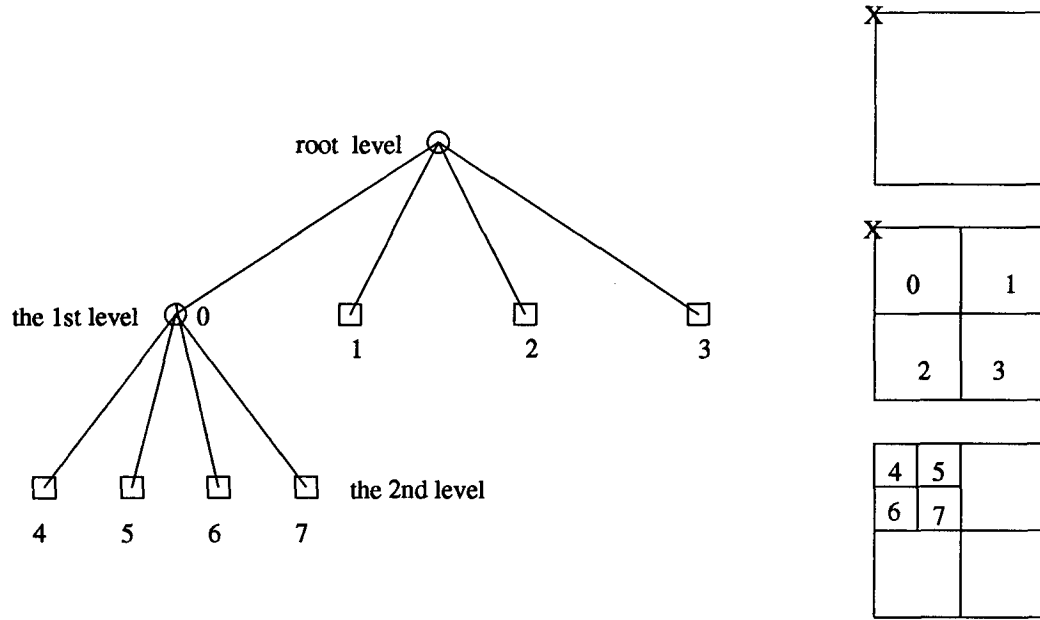 X
root level
X
0 1
the 1st level 0
1 2 3
2 3
4 5
the 2nd level
6 7
4 5 6 7